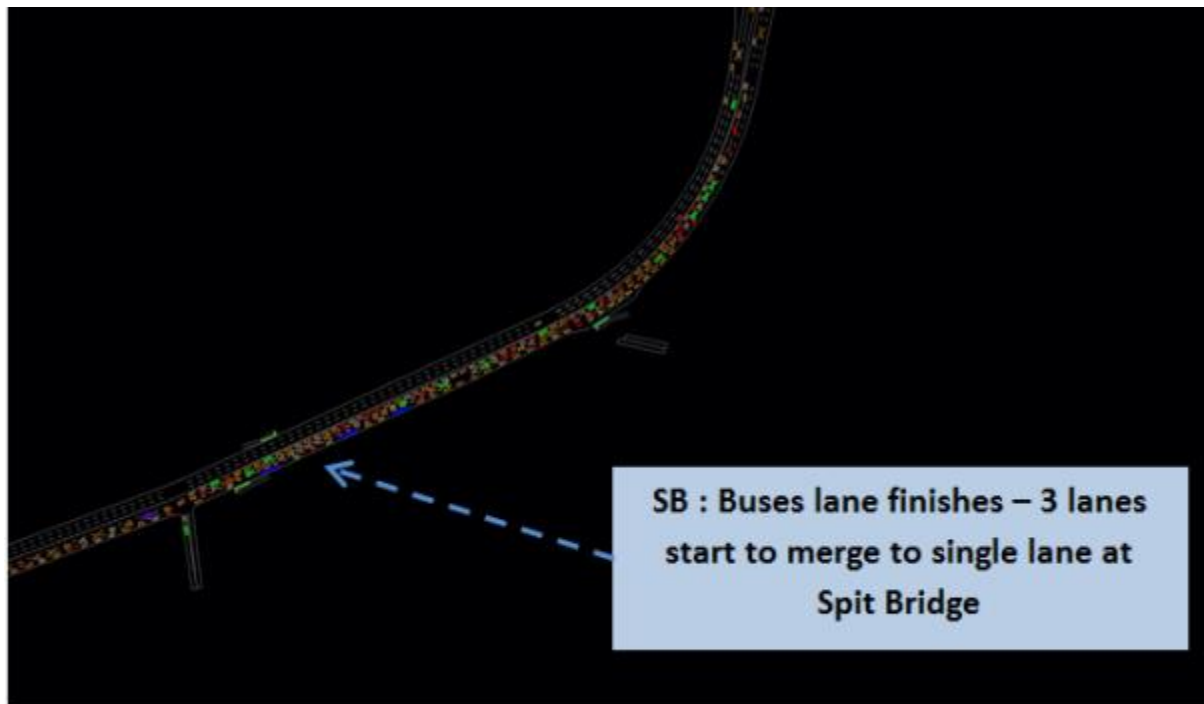 SB : Buses lane finishes – 3 lanes
start to merge to single lane at
Spit Bridge